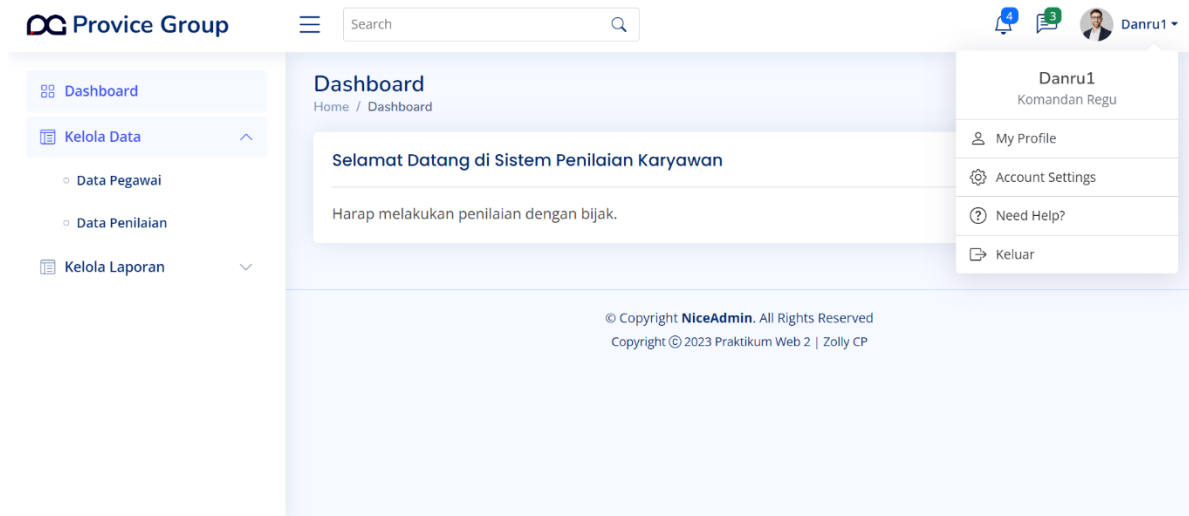 Provice Group
Search
4
3
Danru1
Danru1
Komandan Regu
My Profile
Account Settings
Need Help?
Keluar
Dashboard
Kelola Data
Data Pegawai
Data Penilaian
Kelola Laporan
Dashboard
Home / Dashboard
Selamat Datang di Sistem Penilaian Karyawan
Harap melakukan penilaian dengan bijak.
© Copyright NiceAdmin. All Rights Reserved
Copyright © 2023 Praktikum Web 2 | Zolly CP